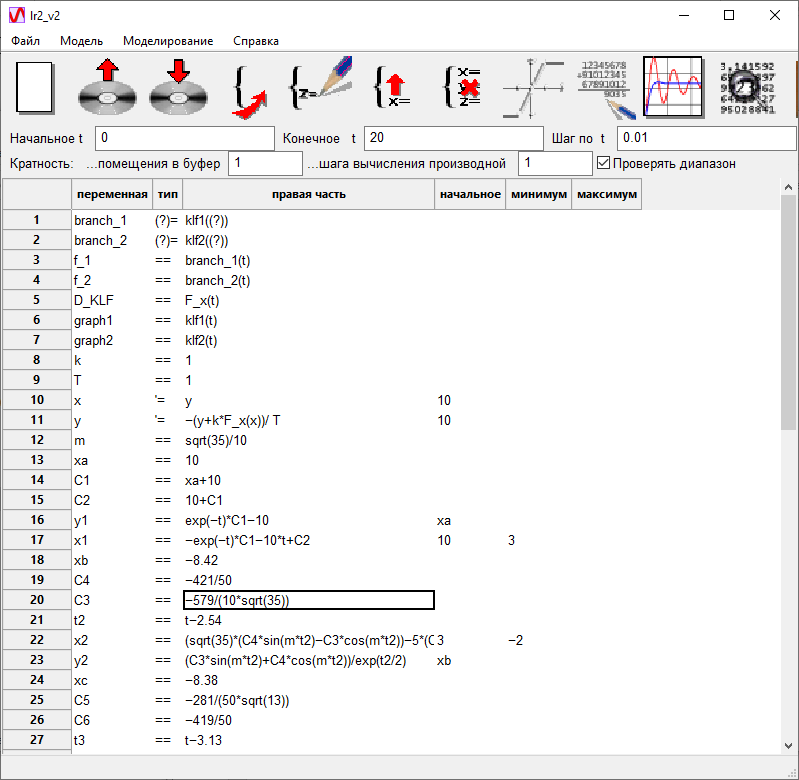 lr2_v2
Файл Модель Моделирование Справка
Начальное t 0 Конечное t 20 Шаг по t 0.01
Кратность: ...помещения в буфер 1 ...шага вычисления производной 1 Проверять диапазон
переменная тип правая часть начальное минимум максимум
1 branch_1 (?)= klf1((?))
2 branch_2 (?)= klf2((?))
3 f_1 == branch_1(t)
4 f_2 == branch_2(t)
5 D_KLF == F_x(t)
6 graph1 == klf1(t)
7 graph2 == klf2(t)
8 k == 1
9 T == 1
10 x '= y 10
11 y '= −(y+k*F_x(x))/ T 10
12 m == sqrt(35)/10
13 xa == 10
14 C1 == xa+10
15 C2 == 10+C1
16 y1 == exp(−t)*C1−10 xa
17 x1 == −exp(−t)*C1−10*t+C2 10 3
18 xb == −8.42
19 C4 == −421/50
20 C3 == −579/(10*sqrt(35))
21 t2 == t−2.54
22 x2 == (sqrt(35)*(C4*sin(m*t2)−C3*cos(m*t2))−5*(C 3 −2
23 y2 == (C3*sin(m*t2)+C4*cos(m*t2))/exp(t2/2) xb
24 xc == −8.38
25 C5 == −281/(50*sqrt(13))
26 C6 == −419/50
27 t3 == t−3.13